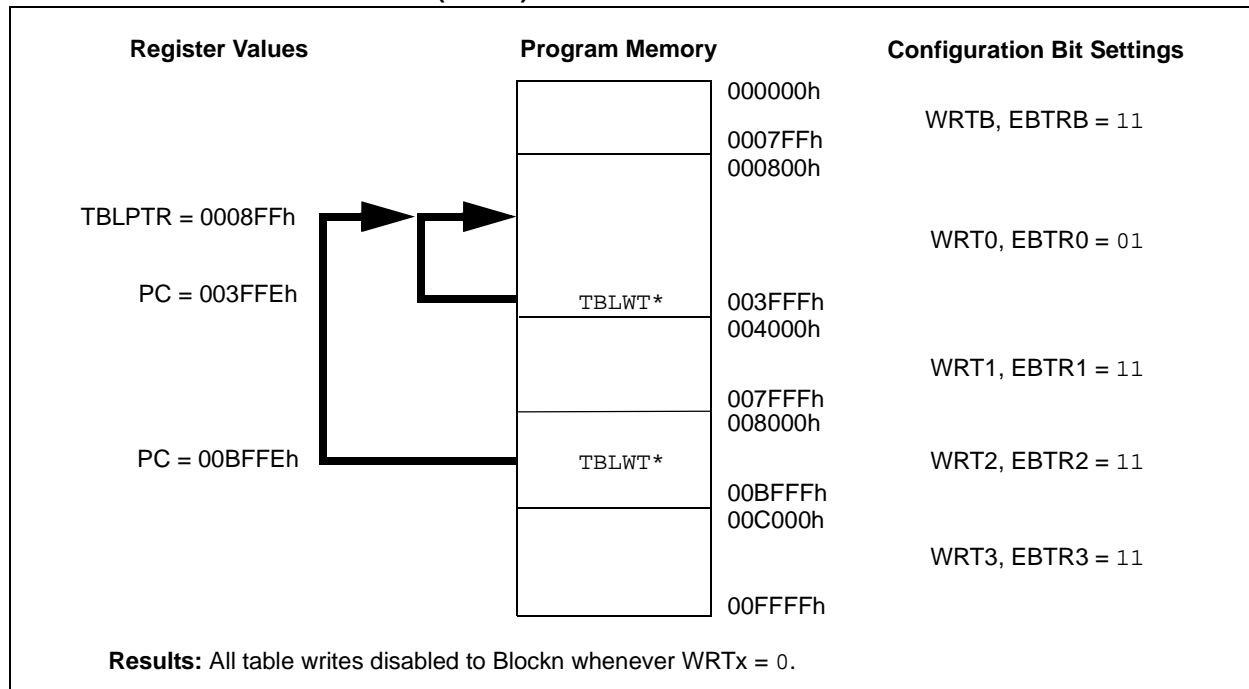 Register Values Program Memory Configuration Bit Settings
000000h
WRTB, EBTRB = 11
0007FFh
000800h
TBLPTR = 0008FFh
WRT0, EBTR0 = 01
PC = 003FFEh
TBLWT*
003FFFh
004000h
WRT1, EBTR1 = 11
007FFFh
008000h
PC = 00BFFEh
TBLWT*
WRT2, EBTR2 = 11
00BFFFh
00C000h
WRT3, EBTR3 = 11
00FFFFh
Results: All table writes disabled to Blockn whenever WRTx = 0.